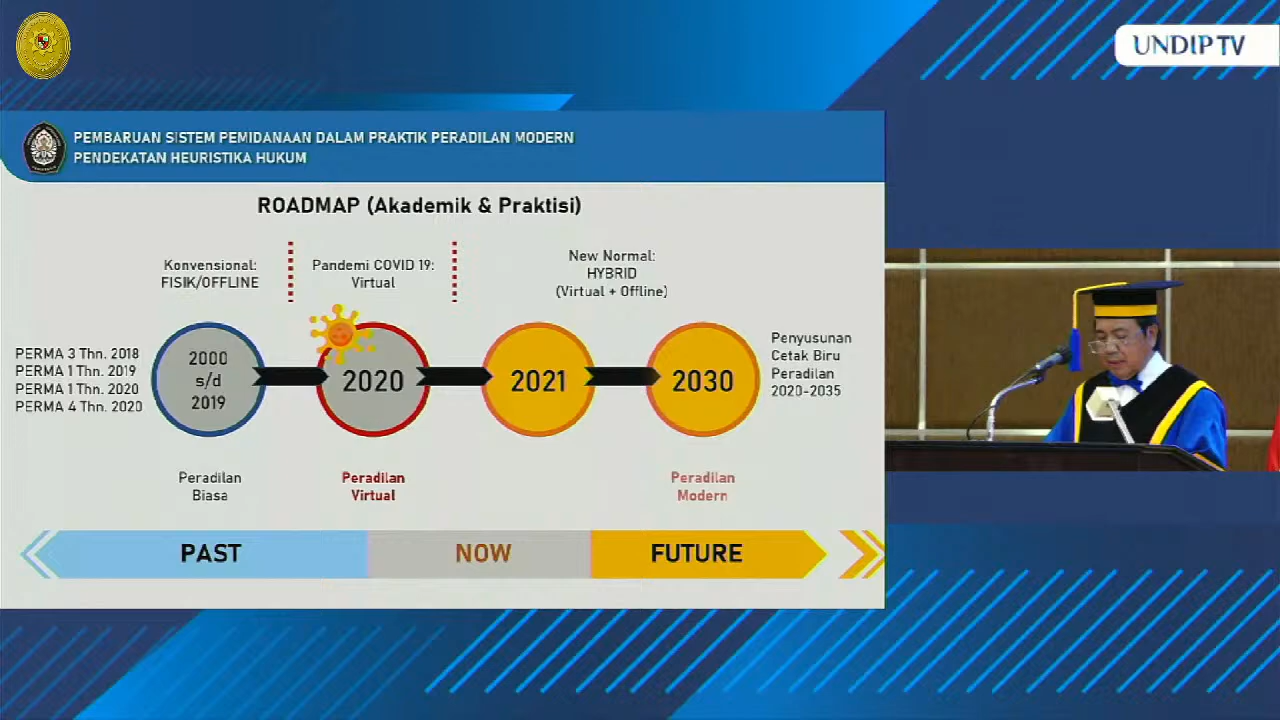 UNDIP TV
PEMBARUAN SISTEM PEMIDANAAN DALAM PRAKTIK PERADILAN MODERN
PENDEKATAN HEURISTIKA HUKUM
ROADMAP (Akademik & Praktisi)
Konvensional:
FISIK/OFFLINE
Pandemi COVID 19:
Virtual
New Normal:
HYBRID
(Virtual + Offline)
PERMA 3 Thn. 2018
PERMA 1 Thn. 2019
PERMA 1 Thn. 2020
PERMA 4 Thn. 2020
2000
s/d
2019
2020
2021
2030
Penyusunan
Cetak Biru
Peradilan
2020-2035
Peradilan
Biasa
Peradilan
Virtual
Peradilan
Modern
PAST
NOW
FUTURE